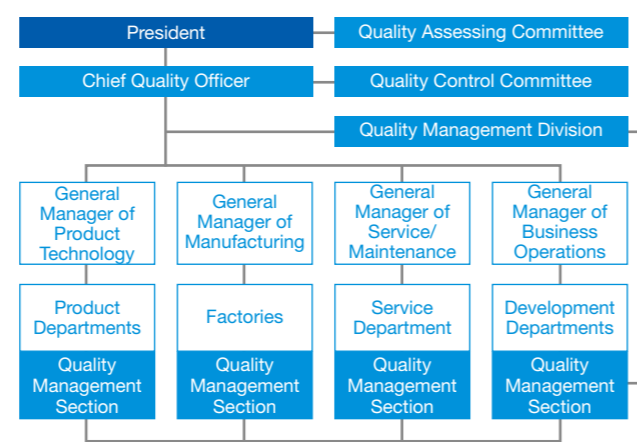 President
Quality Assessing Committee
Chief Quality Officer
Quality Control Committee
Quality Management Division
General
Manager of
Product
Technology
General
Manager of
Manufacturing
General
Manager of
Service/
Maintenance
General
Manager of
Business
Operations
Product
Departments
Factories
Service
Department
Development
Departments
Quality
Management
Section
Quality
Management
Section
Quality
Management
Section
Quality
Management
Section